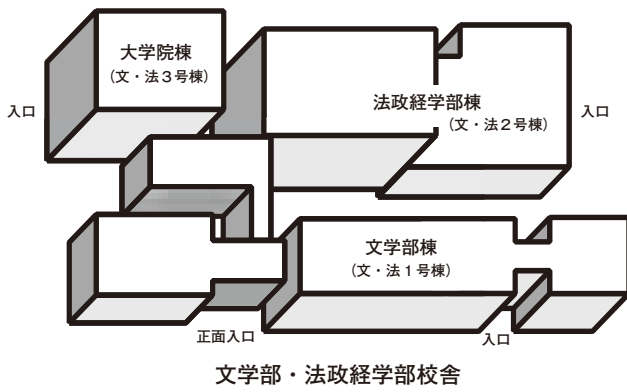 大学院棟
(文・法3号棟)
入口
法政経学部棟
(文・法2号棟)
入口
文学部棟
(文・法1号棟)
正面入口
入口
文学部・法政経学部校舎